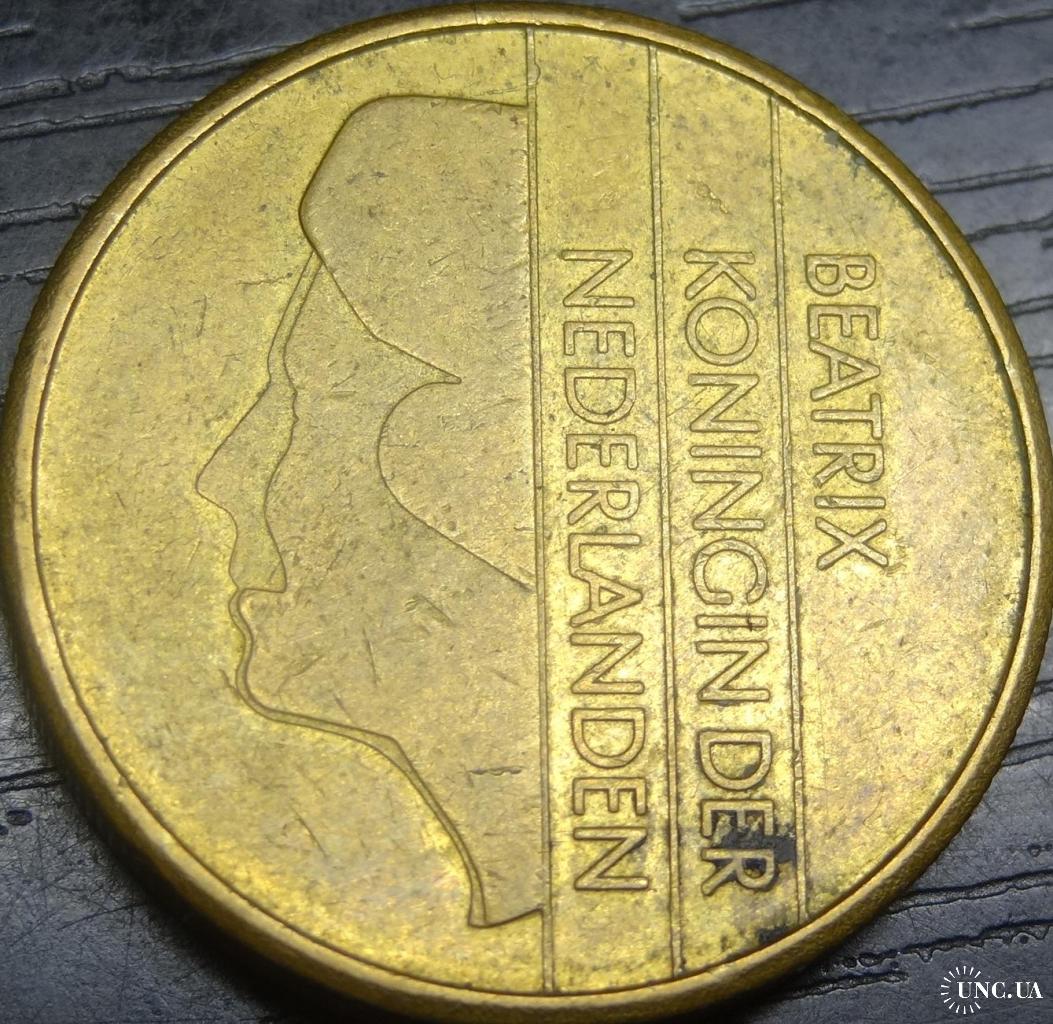 BEATRIX
KONINGIN DER
NEDERLANDEN
UNC.UA